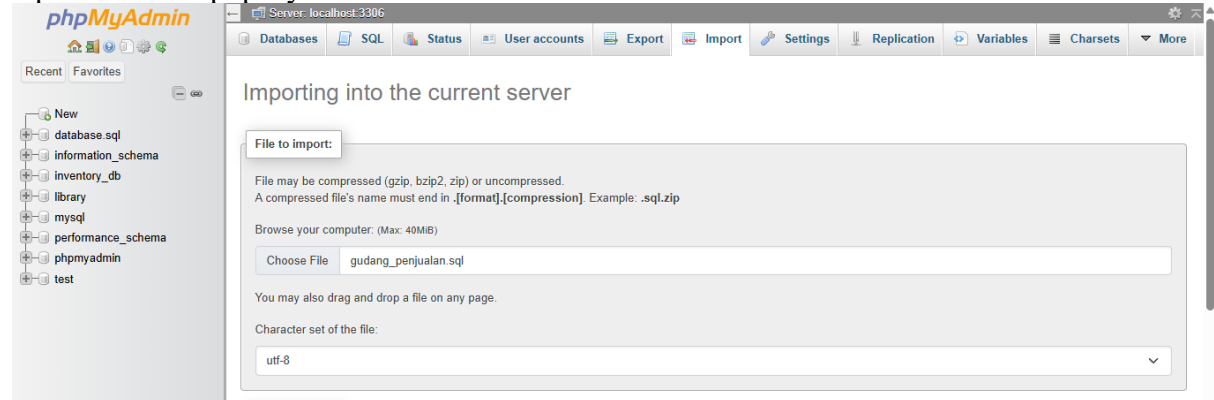 phpMyAdmin
Recent Favorites
New
database.sql
information_schema
inventory_db
library
mysql
performance_schema
phpmyadmin
test
Server: localhost:3306
Databases SQL Status User accounts Export Import Settings Replication Variables Charsets More
Importing into the current server
File to import:
File may be compressed (gzip, bzip2, zip) or uncompressed.
A compressed file's name must end in .[format].[compression]. Example: .sql.zip
Browse your computer: (Max: 40MiB)
Choose File gudang_penjualan.sql
You may also drag and drop a file on any page.
Character set of the file:
utf-8